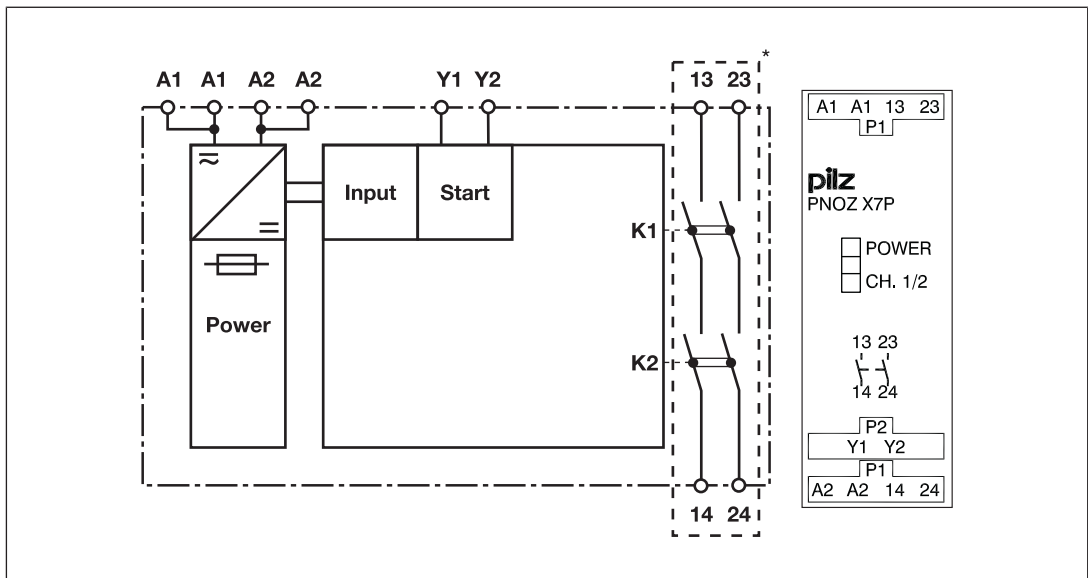 *
A1 A1 A2 A2 Y1 Y2 13 23
Input Start
Power
K1
K2
14 24
A1 A1 13 23
P1
pilz
PNOZ X7P
POWER
CH. 1/2
13 23
14 24
P2
Y1 Y2
P1
A2 A2 14 24